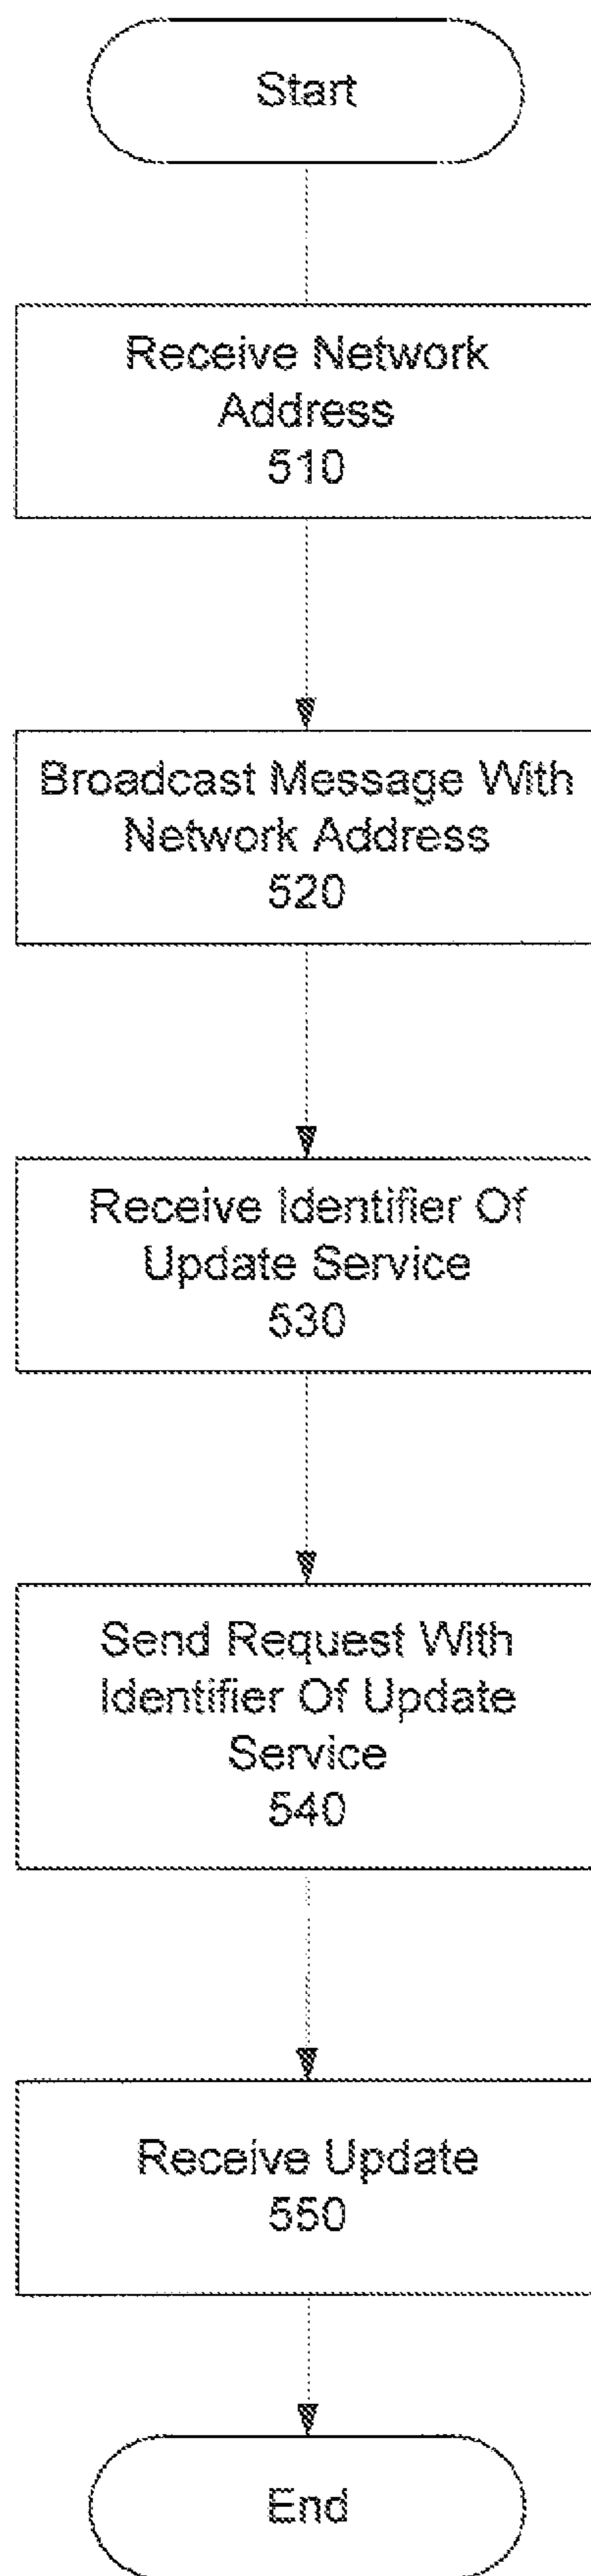 Start
Receive Network
Address
510
Broadcast Message With
Network Address
520
Receive Identifier Of
Update Service
530
Send Request With
Identifier Of Update
Service
540
Receive Update
550
End